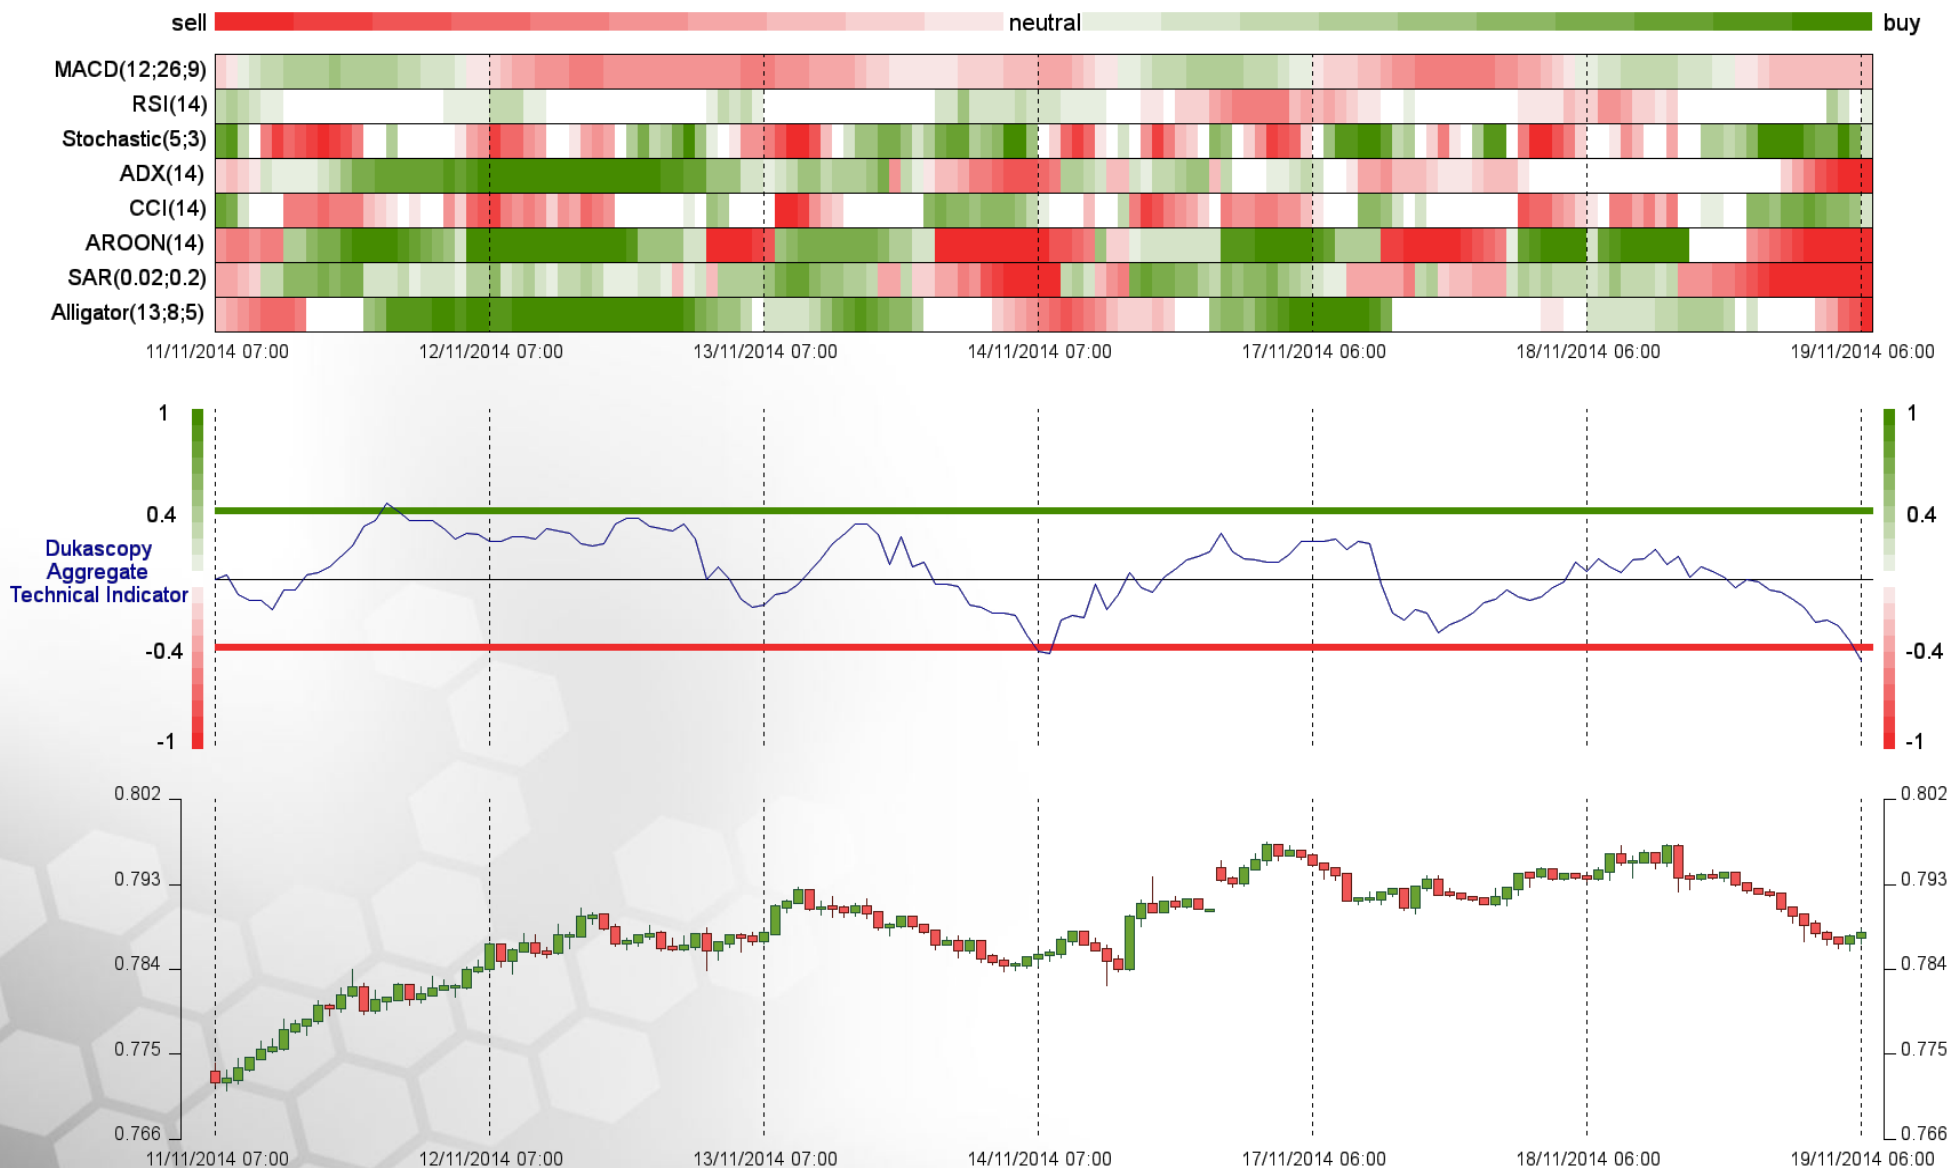 sell neutral buy
MACD(12;26;9)
RSI(14)
Stochastic(5;3)
ADX(14)
CCI(14)
AROON(14)
SAR(0.02;0.2)
Alligator(13;8;5)
11/11/2014 07:00 12/11/2014 07:00 13/11/2014 07:00 14/11/2014 07:00 17/11/2014 06:00 18/11/2014 06:00 19/11/2014 06:00
1 1
0.4 0.4
Dukascopy
Aggregate
Technical Indicator
-0.4 -0.4
-1 -1
0.802 0.802
0.793 0.793
0.784 0.784
0.775 0.775
0.766 0.766
11/11/2014 07:00 12/11/2014 07:00 13/11/2014 07:00 14/11/2014 07:00 17/11/2014 06:00 18/11/2014 06:00 19/11/2014 06:00